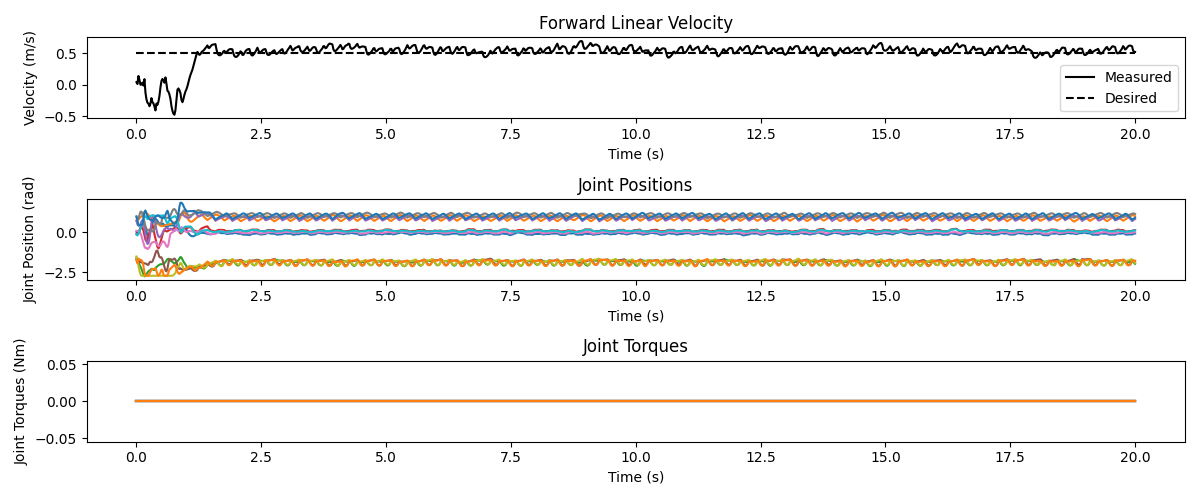 Forward Linear Velocity
Velocity (m/s)
0.5
0.0
−0.5
Measured
Desired
0.0 2.5 5.0 7.5 10.0 12.5 15.0 17.5 20.0
Time (s)
Joint Positions
Joint Position (rad)
0.0
−2.5
0.0 2.5 5.0 7.5 10.0 12.5 15.0 17.5 20.0
Time (s)
Joint Torques
Joint Torques (Nm)
0.05
0.00
−0.05
0.0 2.5 5.0 7.5 10.0 12.5 15.0 17.5 20.0
Time (s)